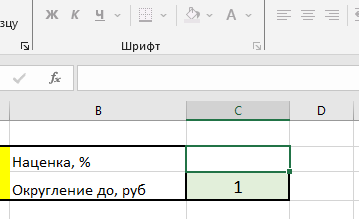 зцу
Ж
К
Ч
А
Шрифт
fx
B
C
D
Наценка, %
Округление до, руб
1